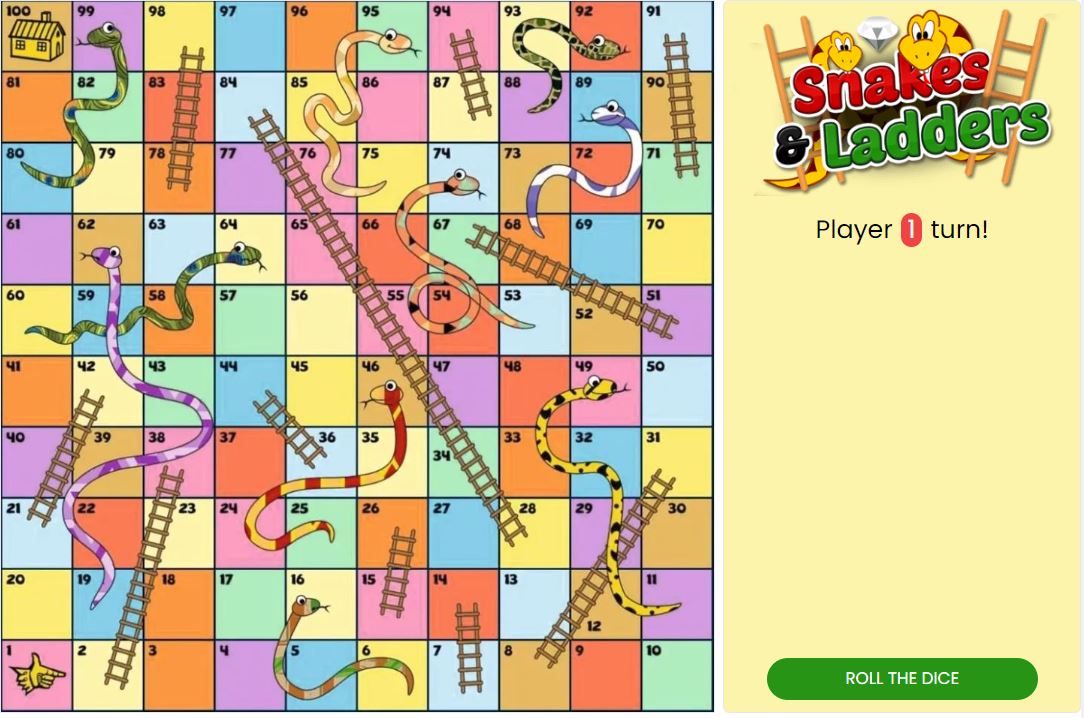 100 99 98 97 96 95 94 93 92 91
81 82 83 84 85 86 87 88 89 90
80 79 78 77 76 75 74 73 72 71
61 62 63 64 65 66 67 68 69 70
60 59 58 57 56 55 54 53 52 51
41 42 43 44 45 46 47 48 49 50
40 39 38 37 36 35 34 33 32 31
21 22 23 24 25 26 27 28 29 30
20 19 18 17 16 15 14 13 12 11
1 2 3 4 5 6 7 8 9 10
Snakes
& Ladders
Player 1 turn!
ROLL THE DICE